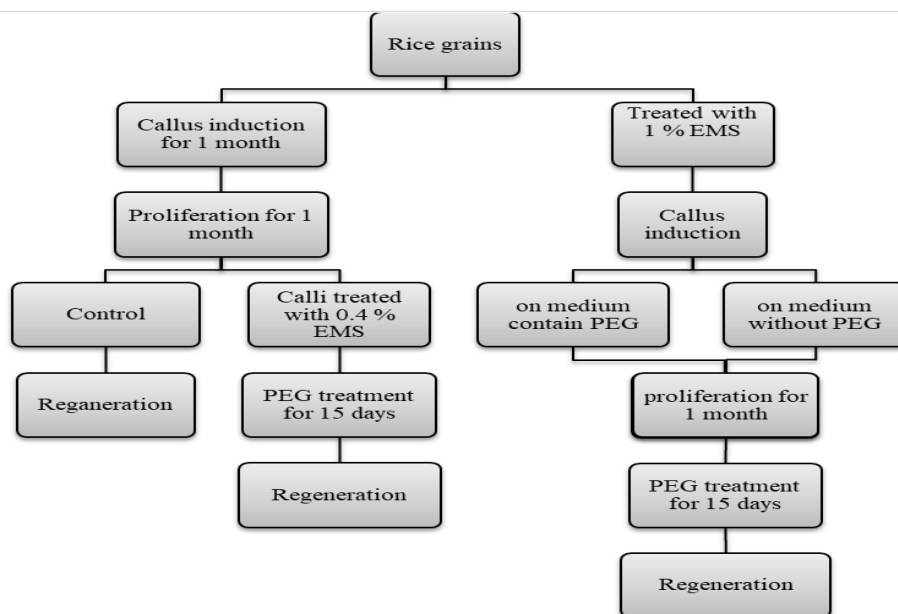 Rice grains
Callus induction
for 1 month
Treated with
1 % EMS
Proliferation for 1
month
Callus
induction
Control
Calli treated
with 0.4 %
EMS
on medium
contain PEG
on medium
without PEG
Reganeration
PEG treatment
for 15 days
proliferation for
1 month
Regeneration
PEG treatment
for 15 days
Regeneration